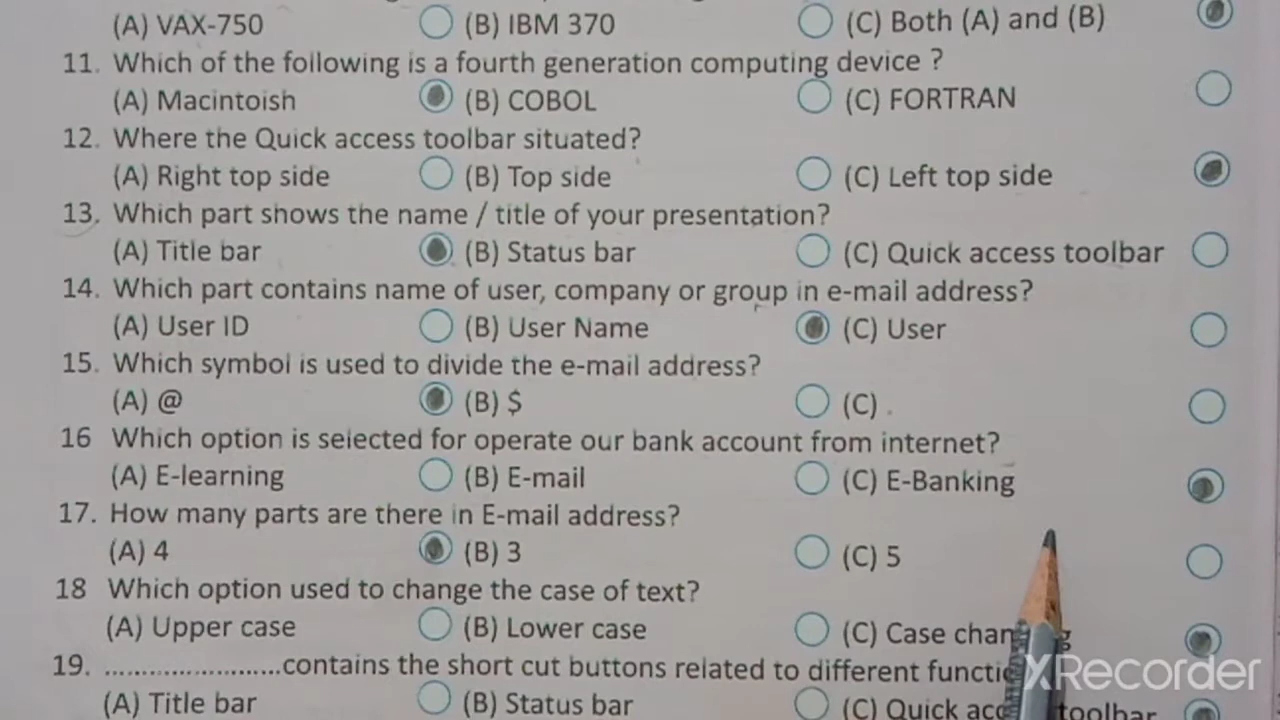 (A) VAX-750 (B) IBM 370 (C) Both (A) and (B)
11. Which of the following is a fourth generation computing device ?
(A) Macintoish (B) COBOL (C) FORTRAN
12. Where the Quick access toolbar situated?
(A) Right top side (B) Top side (C) Left top side
13. Which part shows the name / title of your presentation?
(A) Title bar (B) Status bar (C) Quick access toolbar
14. Which part contains name of user, company or group in e-mail address?
(A) User ID (B) User Name (C) User
15. Which symbol is used to divide the e-mail address?
(A) @ (B) $ (C) .
16 Which option is selected for operate our bank account from internet?
(A) E-learning (B) E-mail (C) E-Banking
17. How many parts are there in E-mail address?
(A) 4 (B) 3 (C) 5
18 Which option used to change the case of text?
(A) Upper case (B) Lower case (C) Case
19. ........................contains the short cut buttons related to different
(A) Title bar (B) Status bar (C) Quick toolbar
XRecorder